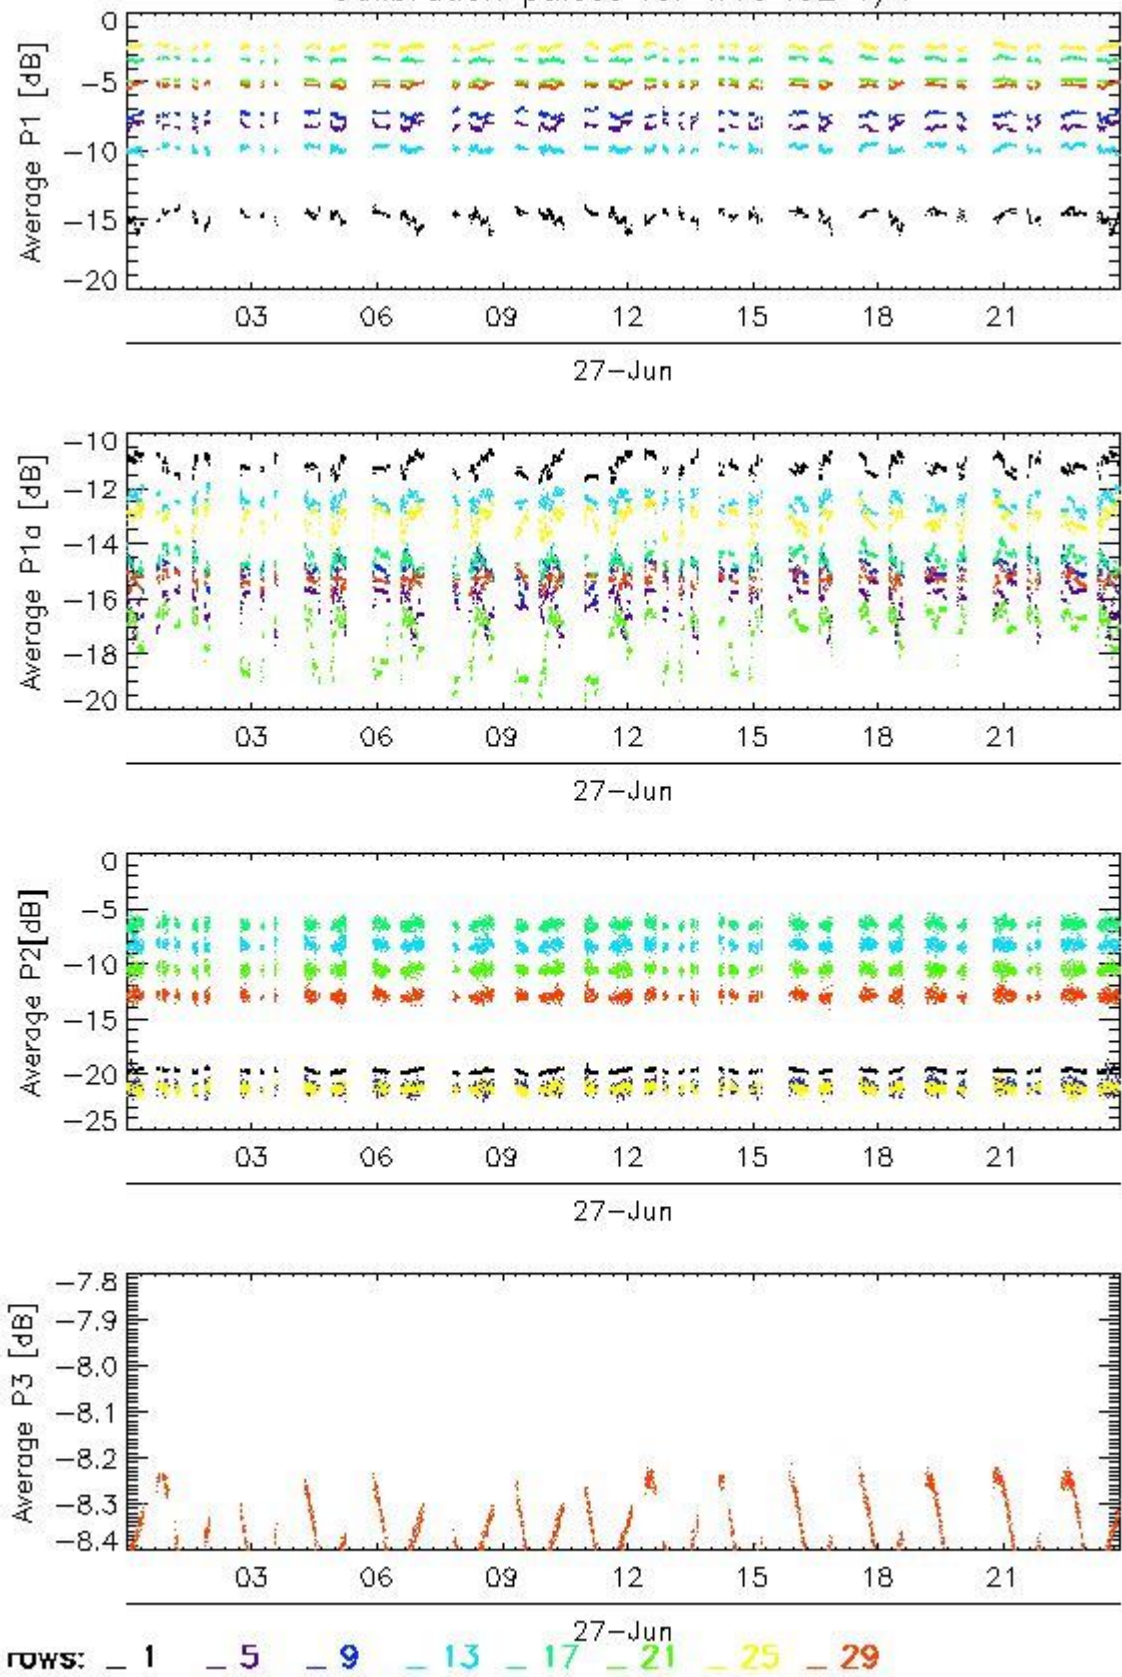 0
−5
−10
−15
−20
Average P1 [dB]
03 06 09 12 15 18 21
27−Jun
−10
−12
−14
−16
−18
−20
Average P1a [dB]
03 06 09 12 15 18 21
27−Jun
0
−5
−10
−15
−20
−25
Average P2[dB]
03 06 09 12 15 18 21
27−Jun
−7.8
−7.9
−8.0
−8.1
−8.2
−8.3
−8.4
Average P3 [dB]
03 06 09 12 15 18 21
27−Jun
rows: _ 1 _ 5 _ 9 _ 13 _ 17 _ 21 _ 25 _ 29